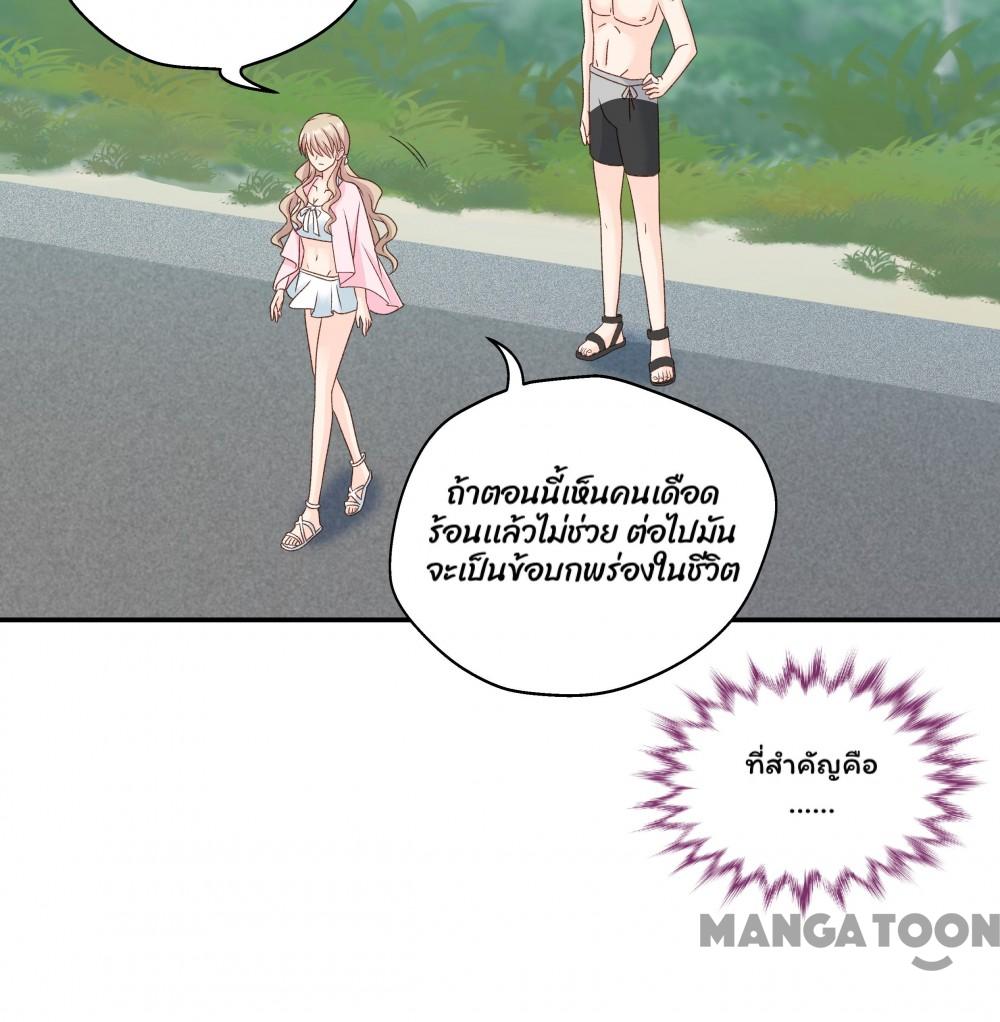 ถ้าตอนนี้เห็นคนเดือด
ร้อนแล้วไม่ช่วย ต่อไปมัน
จะเป็นข้อบกพร่องในชีวิต
ที่สำคัญคือ
......
MANGATOON